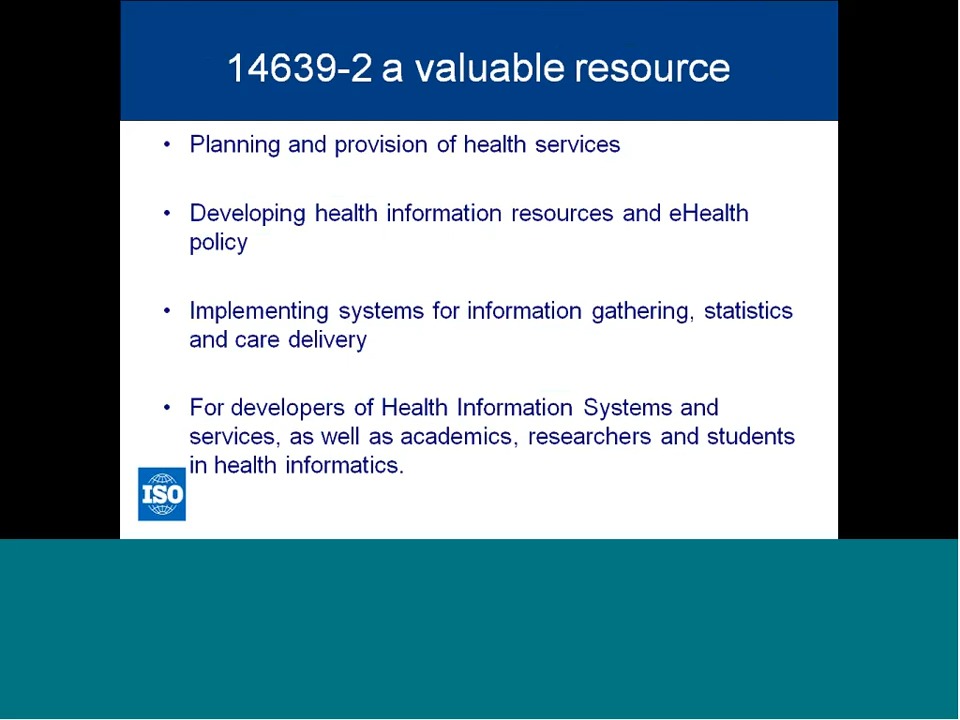 14639-2 a valuable resource
• Planning and provision of health services
• Developing health information resources and eHealth
policy
• Implementing systems for information gathering, statistics
and care delivery
• For developers of Health Information Systems and
services, as well as academics, researchers and students
in health informatics.
ISO